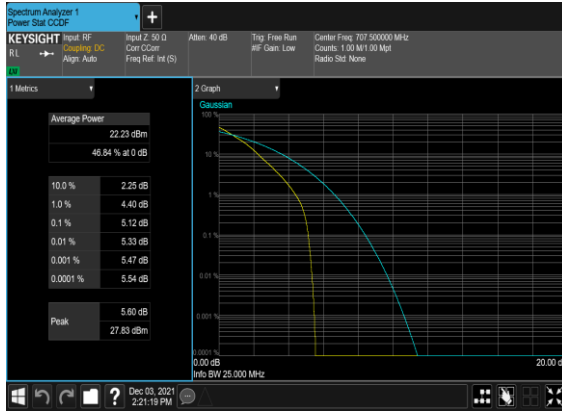 Spectrum Analyzer 1
Power Stat CCDF
+
KEYSIGHT
RL
LV
Input: RF
Coupling: DC
Align: Auto
Input Z: 50 Ω
Corr CCorr
Freq Ref: Int (S)
Atten: 40 dB
Trig: Free Run
#IF Gain: Low
Center Freq: 707.500000 MHz
Counts: 1.00 M/1.00 Mpt
Radio Std: None
1 Metrics
Average Power
22.23 dBm
46.84 % at 0 dB
10.0 % 2.25 dB
1.0 % 4.40 dB
0.1 % 5.12 dB
0.01 % 5.33 dB
0.001 % 5.47 dB
0.0001 % 5.54 dB
Peak
5.60 dB
27.83 dBm
2 Graph
Gaussian
100 %
10 %
1 %
0.1 %
0.01 %
0.001 %
0.0001 %
0.00 dB
20.00 d
Info BW 25.000 MHz
?
Dec 03, 2021
2:21:19 PM